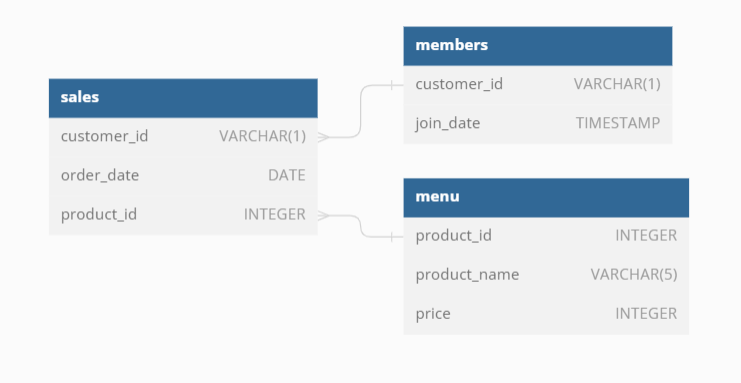 sales
customer_id VARCHAR(1)
order_date DATE
product_id INTEGER
members
customer_id VARCHAR(1)
join_date TIMESTAMP
menu
product_id INTEGER
product_name VARCHAR(5)
price INTEGER